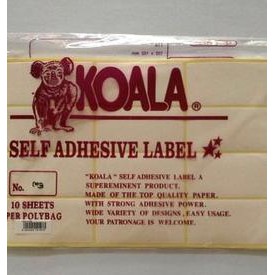 KOALA®
SELF ADHESIVE LABEL
No.
"KOALA" SELF ADHESIVE LABEL A
SUPEREMINENT PRODUCT.
MADE OF THE TOP QUALITY PAPER.
WITH STRONG ADHESIVE POWER.
WIDE VARIETY OF DESIGNS, EASY USAGE.
YOUR PATRONAGE IS WELCOME.
10 SHEETS
PER POLYBAG